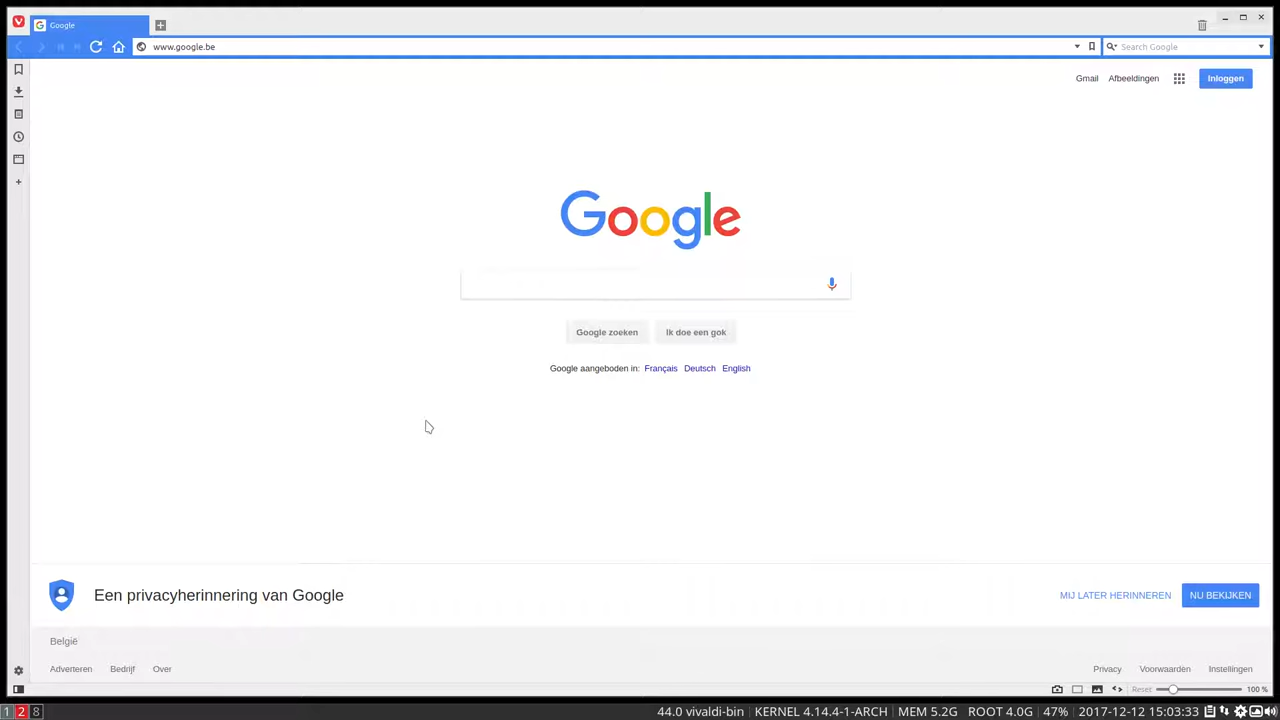 Google
www.google.be
Search Google
Gmail Afbeeldingen Inloggen
Google
Google zoeken Ik doe een gok
Google aangeboden in: Français Deutsch English
Een privacyherinnering van Google MIJ LATER HERINNEREN NU BEKIJKEN
België
Adverteren Bedrijf Over Privacy Voorwaarden Instellingen
Reset 100 %
1 2 8 44.0 vivaldi-bin KERNEL 4.14.4-1-ARCH MEM 5.2G ROOT 4.0G 47% 2017-12-12 15:03:33